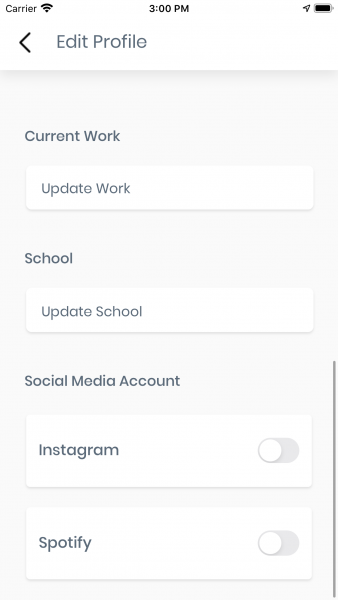 Carrier 3:00 PM
Edit Profile
Current Work
Update Work
School
Update School
Social Media Account
Instagram
Spotify